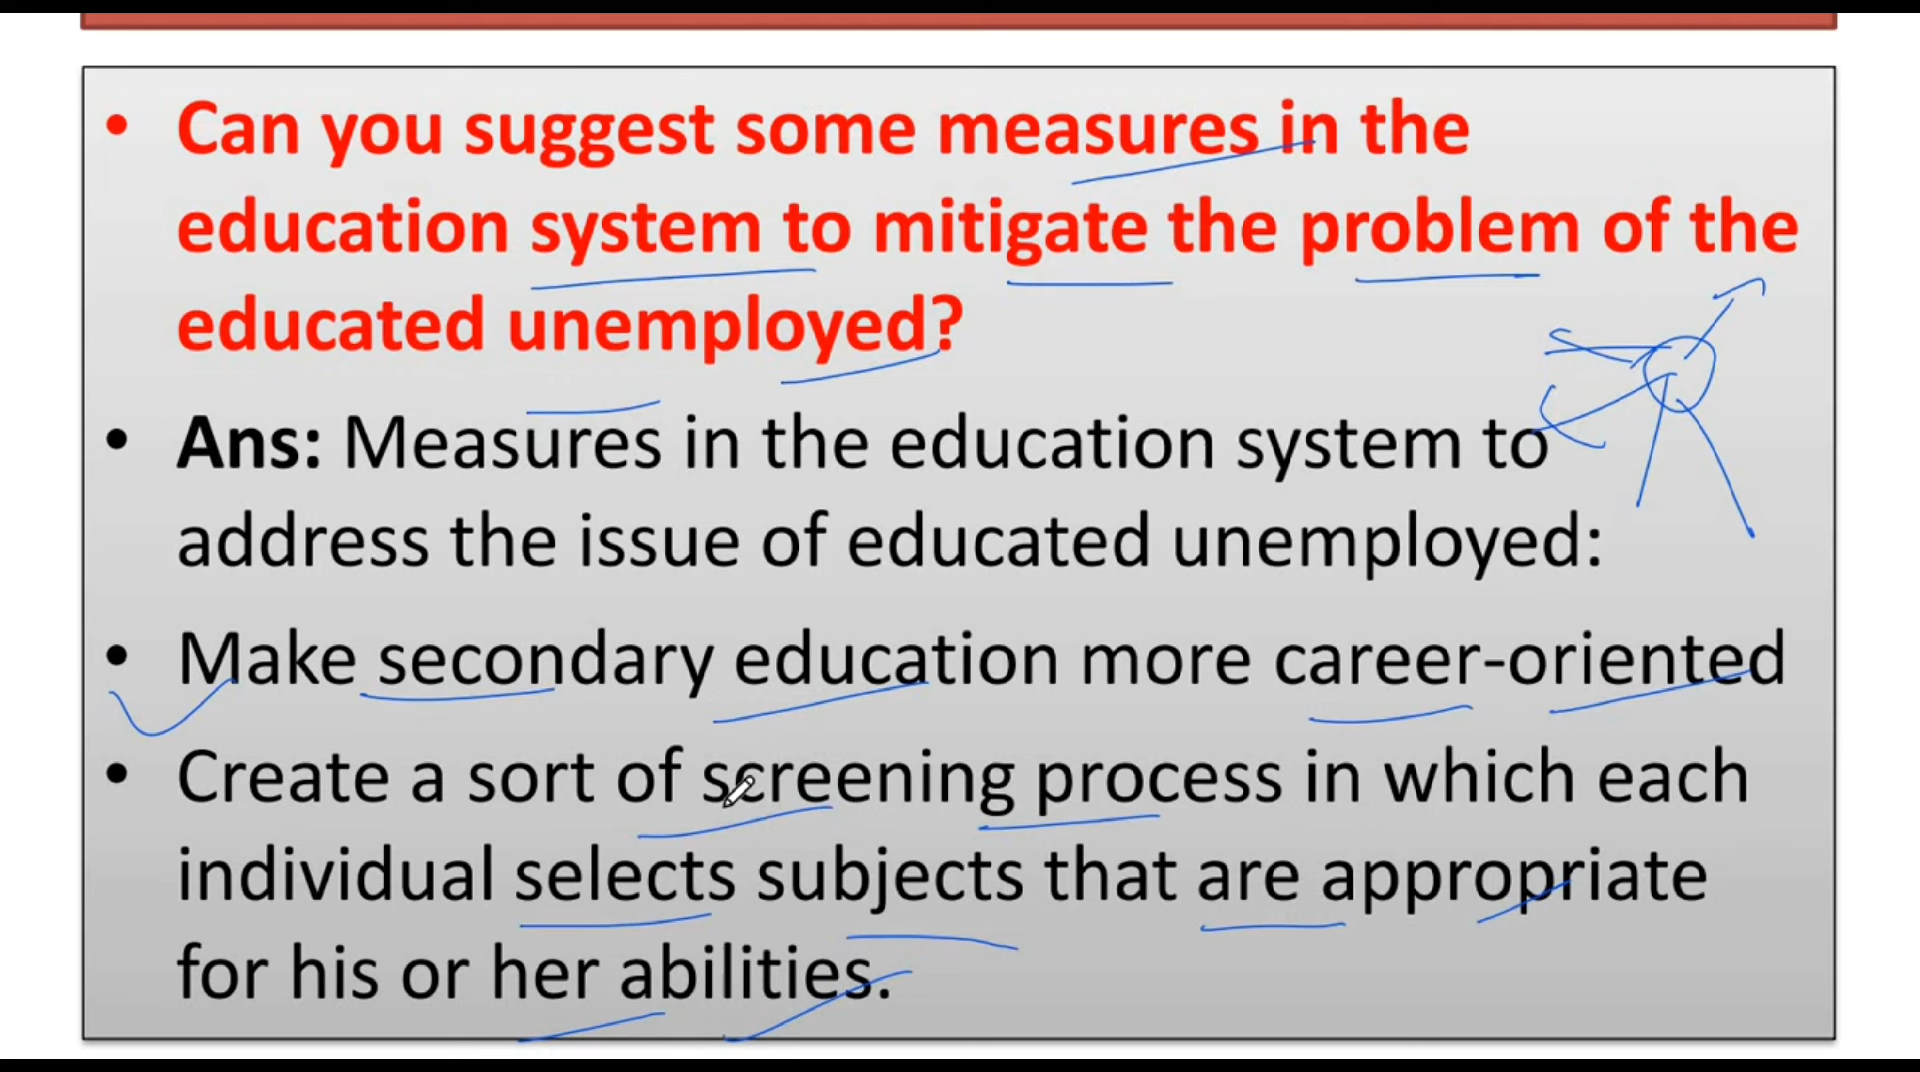 • Can you suggest some measures in the
education system to mitigate the problem of the
educated unemployed?
• Ans: Measures in the education system to
address the issue of educated unemployed:
• Make secondary education more career-oriented
• Create a sort of screening process in which each
individual selects subjects that are appropriate
for his or her abilities.